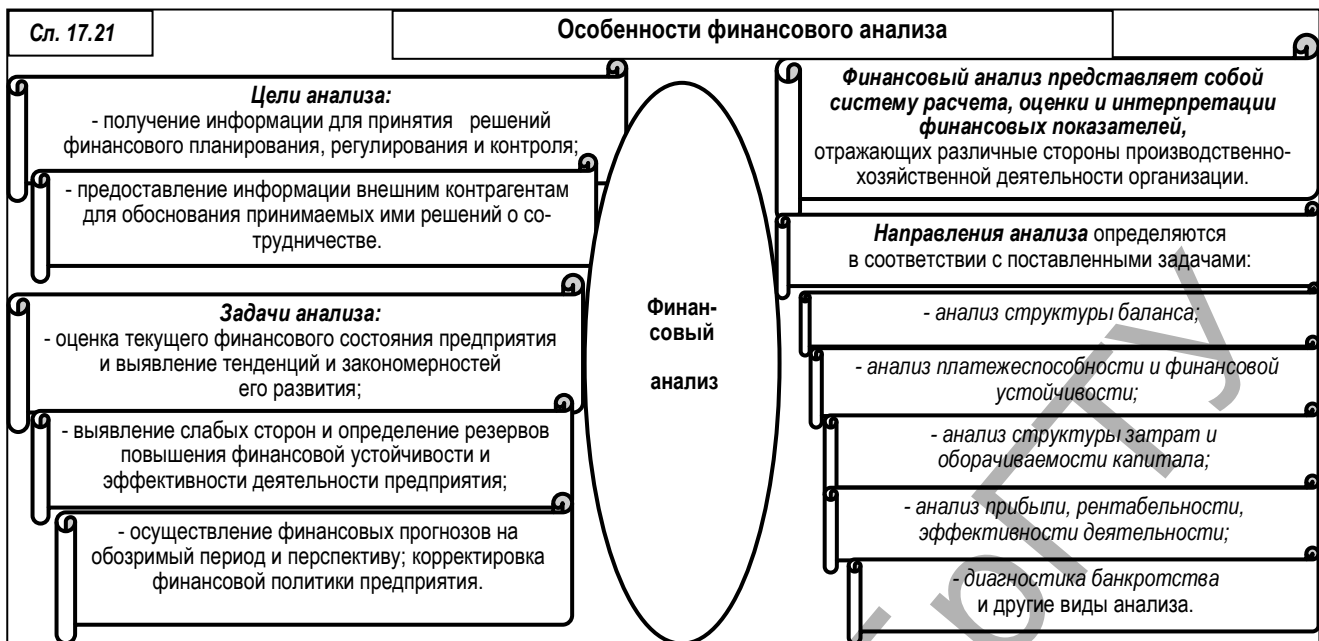 Сл. 17.21
Особенности финансового анализа
Цели анализа:
- получение информации для принятия решений
финансового планирования, регулирования и контроля;
- предоставление информации внешним контрагентам
для обоснования принимаемых ими решений о со-
трудничестве.
Задачи анализа:
- оценка текущего финансового состояния предприятия
и выявление тенденций и закономерностей
его развития;
- выявление слабых сторон и определение резервов
повышения финансовой устойчивости и
эффективности деятельности предприятия;
- осуществление финансовых прогнозов на
обозримый период и перспективу; корректировка
финансовой политики предприятия.
Финан-
совый
анализ
Финансовый анализ представляет собой
систему расчета, оценки и интерпретации
финансовых показателей,
отражающих различные стороны производственно-
хозяйственной деятельности организации.
Направления анализа определяются
в соответствии с поставленными задачами:
- анализ структуры баланса;
- анализ платежеспособности и финансовой
устойчивости;
- анализ структуры затрат и
оборачиваемости капитала;
- анализ прибыли, рентабельности,
эффективности деятельности;
- диагностика банкротства
и другие виды анализа.